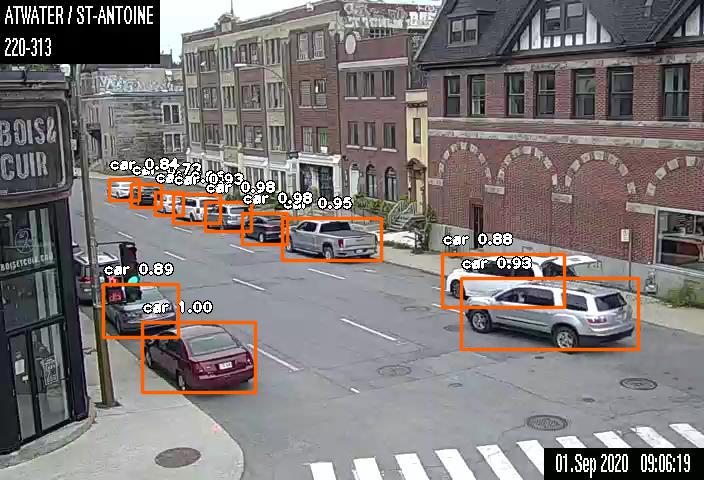 ATWATER / ST-ANTOINE
220-313
BOIS&
CUIR
BOISETCUIR.COM
car 0.84
car 0.93
car 0.98
car 0.98
car 0.95
car 0.88
car 0.93
car 0.89
car 1.00
01.Sep 2020 09:06:19